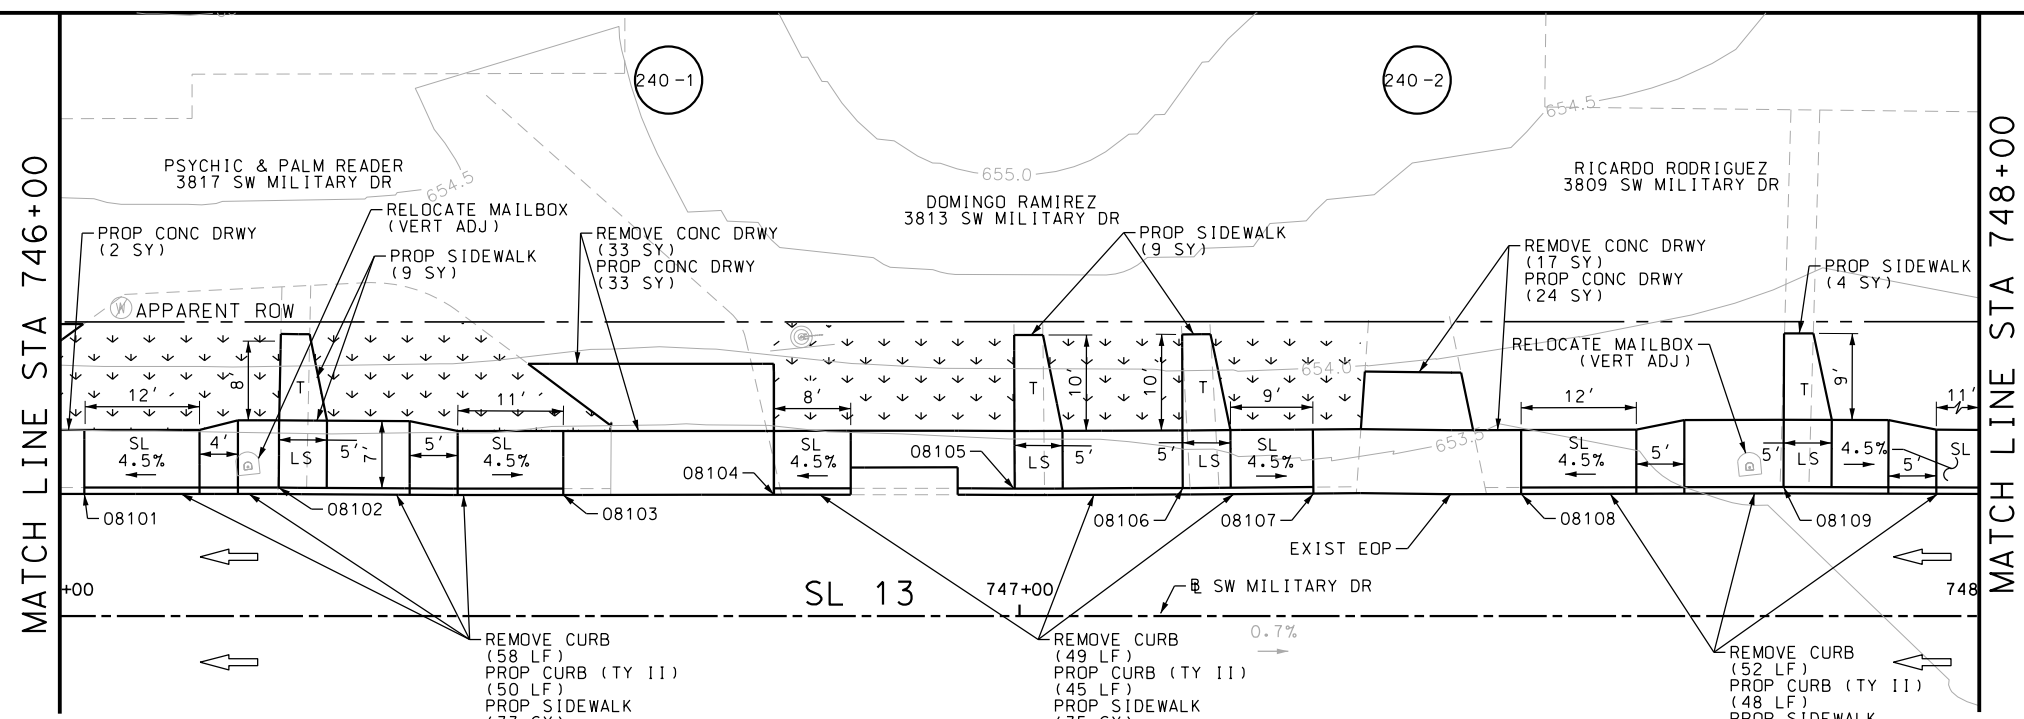 MATCH LINE STA 746+00
240-1
240-2
654.5
PSYCHIC & PALM READER
3817 SW MILITARY DR
654.5
655.0
RICARDO RODRIGUEZ
3809 SW MILITARY DR
DOMINGO RAMIREZ
3813 SW MILITARY DR
RELOCATE MAILBOX
(VERT ADJ)
PROP CONC DRWY
(2 SY)
REMOVE CONC DRWY
(33 SY)
PROP CONC DRWY
(33 SY)
PROP SIDEWALK
(9 SY)
PROP SIDEWALK
(9 SY)
REMOVE CONC DRWY
(17 SY)
PROP CONC DRWY
(24 SY)
PROP SIDEWALK
(4 SY)
W
APPARENT ROW
RELOCATE MAILBOX
(VERT ADJ)
654.0
8'
T
10'
T
10'
T
9'
T
12'
11'
8'
9'
12'
11'
SL
4.5%
4'
LS
5'
7'
5'
SL
4.5%
SL
4.5%
LS
5'
5'
LS
SL
4.5%
653.5
SL
4.5%
5'
5'
LS
4.5%
5'
SL
08101
08102
08103
08104
08105
08106
08107
08108
08109
EXIST EOP
+00
SL 13
747+00
BL SW MILITARY DR
748
0.7%
REMOVE CURB
(58 LF)
PROP CURB (TY II)
(50 LF)
PROP SIDEWALK
REMOVE CURB
(49 LF)
PROP CURB (TY II)
(45 LF)
PROP SIDEWALK
REMOVE CURB
(52 LF)
PROP CURB (TY II)
(48 LF)
PROP SIDEWALK
MATCH LINE STA 748+00